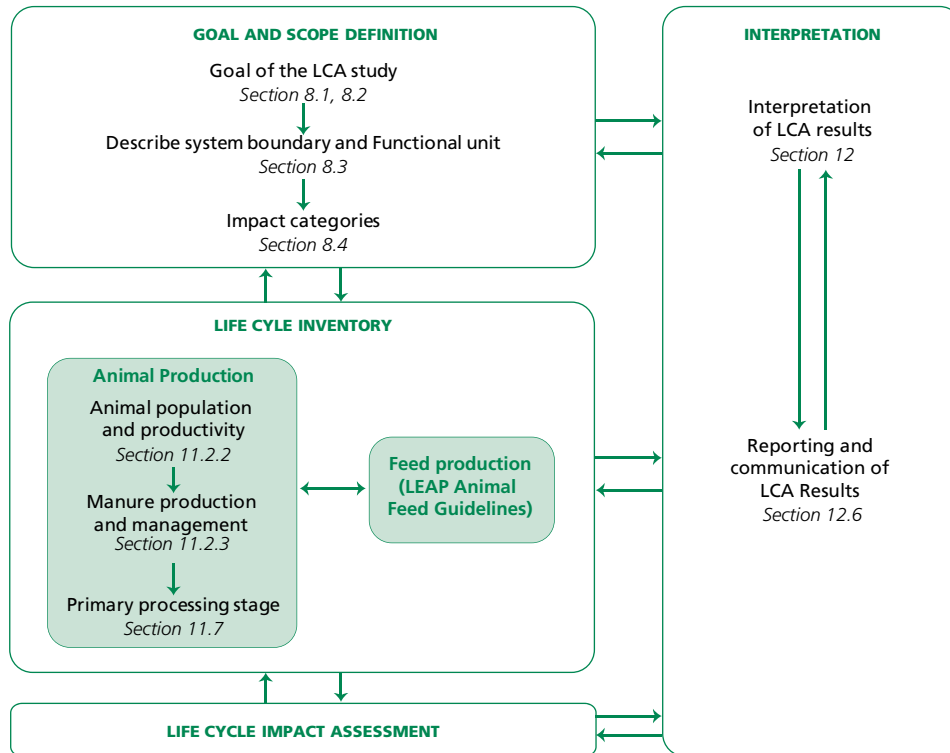 GOAL AND SCOPE DEFINITION
Goal of the LCA study
Section 8.1, 8.2
Describe system boundary and Functional unit
Section 8.3
Impact categories
Section 8.4
LIFE CYLE INVENTORY
Animal Production
Animal population
and productivity
Section 11.2.2
Manure production
and management
Section 11.2.3
Primary processing stage
Section 11.7
Feed production
(LEAP Animal
Feed Guidelines)
LIFE CYCLE IMPACT ASSESSMENT
INTERPRETATION
Interpretation
of LCA results
Section 12
Reporting and
communication of
LCA Results
Section 12.6